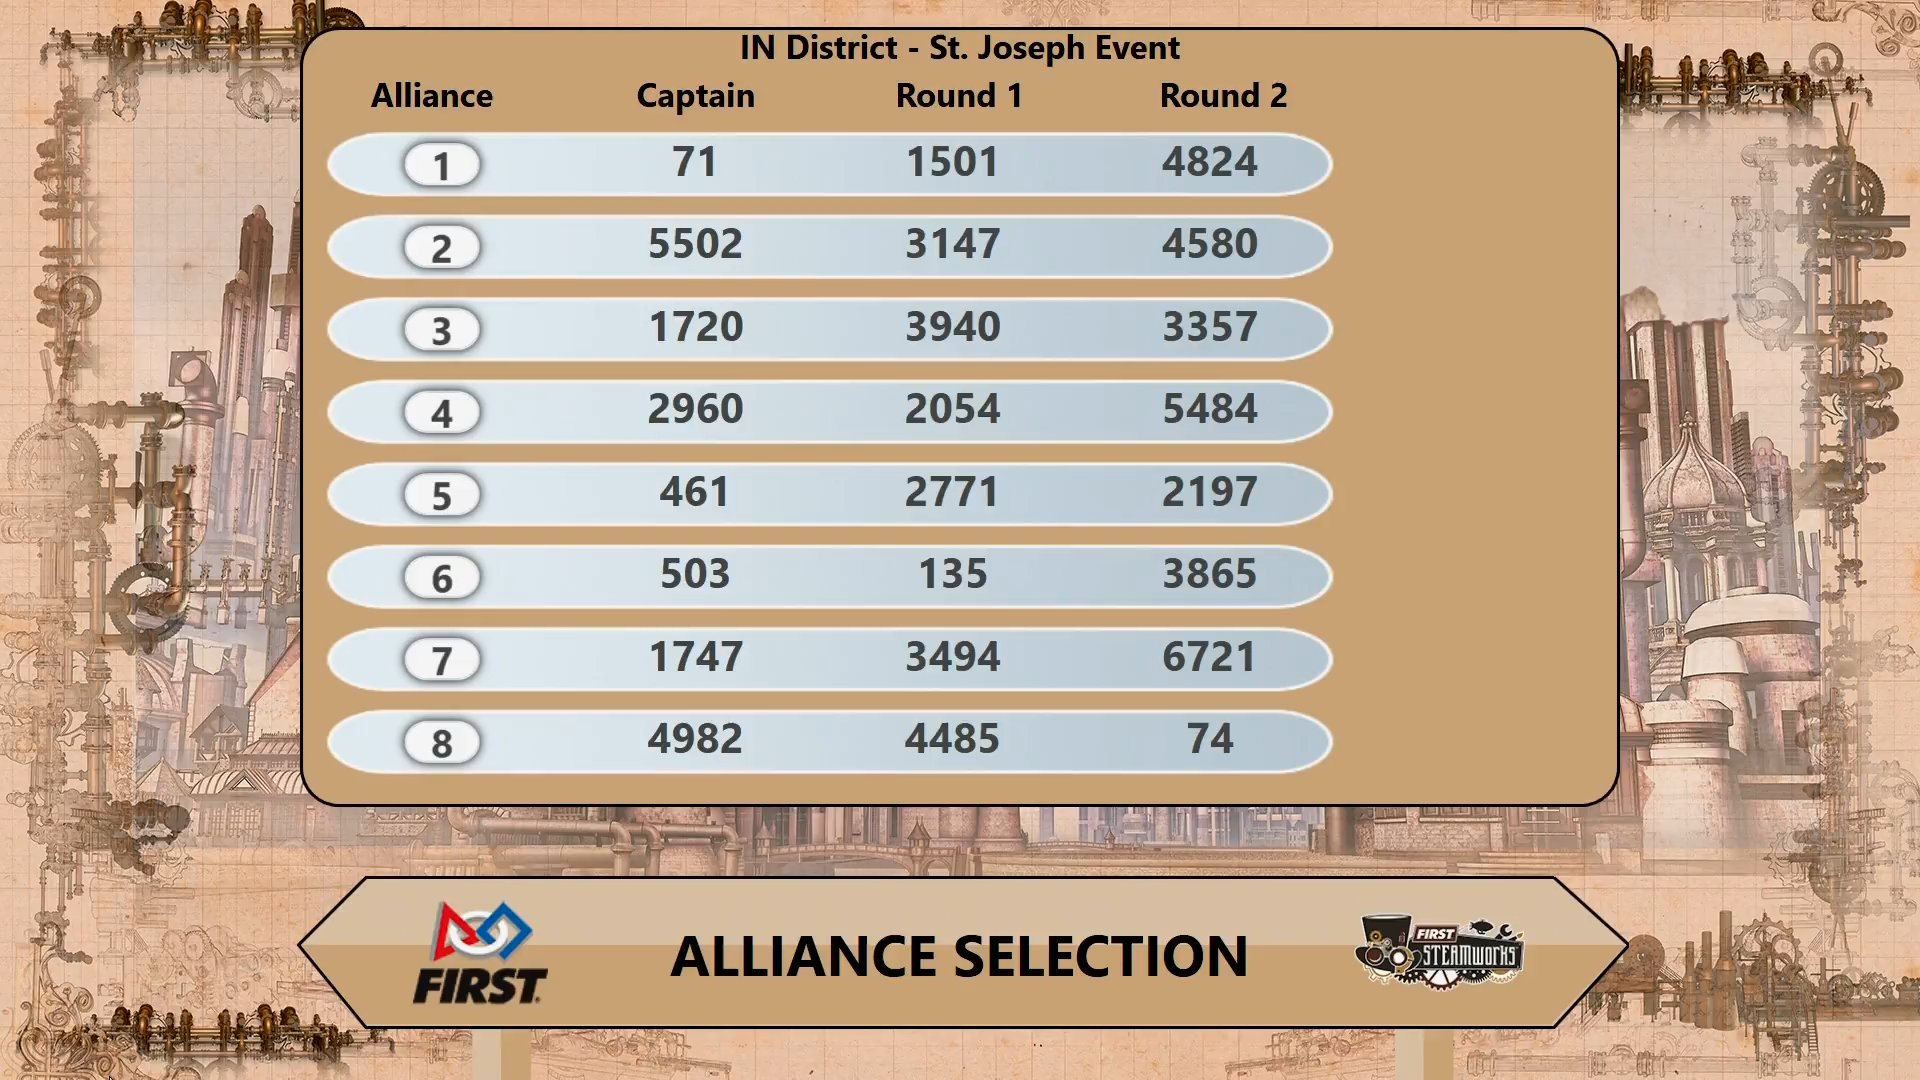 IN District - St. Joseph Event
Alliance Captain Round 1 Round 2
1 71 1501 4824
2 5502 3147 4580
3 1720 3940 3357
4 2960 2054 5484
5 461 2771 2197
6 503 135 3865
7 1747 3494 6721
8 4982 4485 74
FIRST
ALLIANCE SELECTION
FIRST
STEAMWORKS